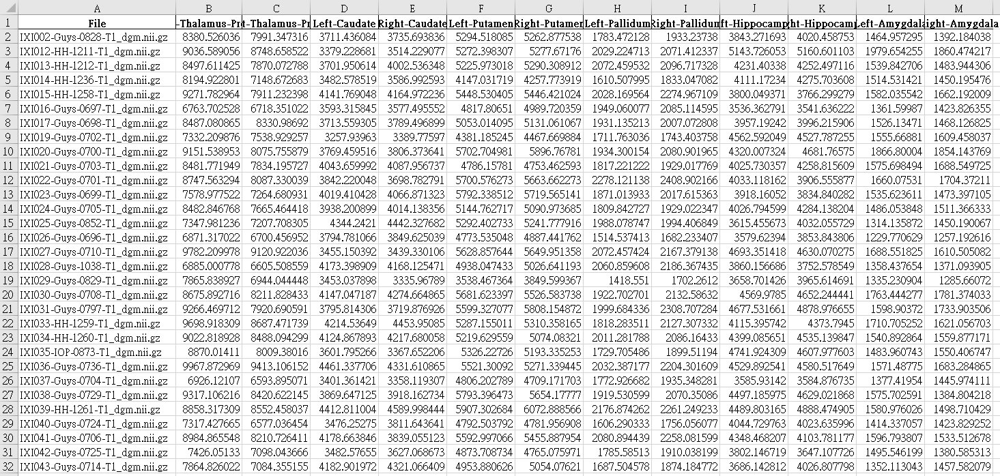 A B C D E F G H I J K L M
1 File -Thalamus-Pr t-Thalamus-Pr Left-Caudate Right-Caudate Left-Putamen Right-Putamen Left-Pallidum Right-Pallidum ft-Hippocamp ht-Hippocamp Left-Amygdala ight-Amygdala
2 IXI002-Guys-0828-T1_dgm.nii.gz 8380.526036 7991.347316 3711.436084 3735.693836 5294.518085 5262.877538 1783.472128 1933.23738 3843.271693 4020.458753 1464.957295 1392.184038
3 IXI012-HH-1211-T1_dgm.nii.gz 9036.589056 8748.658522 3379.228681 3514.229077 5272.398307 5277.67176 2029.224713 2071.412337 5143.726053 5160.601103 1979.654255 1860.474217
4 IXI013-HH-1212-T1_dgm.nii.gz 8497.611425 7870.072788 3701.950614 4002.536348 5225.973018 5290.308912 2072.459532 2096.717328 4231.40338 4252.497116 1539.842706 1483.944306
5 IXI014-HH-1236-T1_dgm.nii.gz 8194.922801 7148.672683 3482.578519 3586.992593 4147.031719 4257.773919 1610.507995 1833.047082 4111.17234 4275.703608 1514.531421 1450.195476
6 IXI015-HH-1258-T1_dgm.nii.gz 9271.782964 7911.232398 4141.769048 4164.972236 5448.530405 5446.421024 2028.169564 2274.967109 3800.049371 3766.299279 1582.035542 1662.192009
7 IXI016-Guys-0697-T1_dgm.nii.gz 6763.702528 6718.351022 3593.315845 3577.495552 4817.80651 4989.720359 1949.060077 2085.114595 3536.362791 3541.636222 1361.59987 1423.826355
8 IXI017-Guys-0698-T1_dgm.nii.gz 8487.080865 8330.98692 3713.559305 3789.496899 5053.014095 5131.061067 1931.135213 2007.072808 3957.19242 3996.215906 1526.13471 1468.126825
9 IXI019-Guys-0702-T1_dgm.nii.gz 7332.209876 7538.929257 3257.93963 3389.77597 4381.185245 4467.669884 1711.763036 1743.403758 4562.592049 4527.787255 1555.66881 1609.458037
10 IXI020-Guys-0700-T1_dgm.nii.gz 9151.538953 8075.755879 3769.459516 3806.373641 5702.704981 5896.76781 1934.300154 2080.901965 4320.007324 4681.76575 1866.80004 1854.143769
11 IXI021-Guys-0703-T1_dgm.nii.gz 8481.771949 7834.195727 4043.659992 4087.956737 4786.15781 4753.462593 1817.221222 1929.017769 4025.730357 4258.815609 1575.698494 1688.549725
12 IXI022-Guys-0701-T1_dgm.nii.gz 8747.563294 8087.330039 3842.220048 3698.782791 5700.576273 5663.662273 2278.121138 2408.902166 4033.118162 3906.555877 1660.07531 1704.37211
13 IXI023-Guys-0699-T1_dgm.nii.gz 7578.977522 7264.680931 4019.410428 4066.871323 5792.338512 5719.565141 1871.013933 2017.615363 3918.16052 3834.840282 1535.623611 1473.397105
14 IXI024-Guys-0705-T1_dgm.nii.gz 8482.846768 7665.464418 3938.200899 4014.138356 5144.762717 5090.973685 1809.842727 1929.022347 4026.794599 4284.138204 1486.053848 1511.366333
15 IXI025-Guys-0852-T1_dgm.nii.gz 7347.981236 7207.708305 4344.2421 4442.327682 5292.402733 5241.777916 1988.078747 1994.406849 3615.455673 4032.055729 1314.135872 1450.190067
16 IXI026-Guys-0696-T1_dgm.nii.gz 6871.317022 6700.456952 3794.781066 3849.625039 4773.535048 4887.441762 1514.537413 1682.233407 3579.62394 3853.843806 1229.770629 1257.192616
17 IXI027-Guys-0710-T1_dgm.nii.gz 9782.209978 9120.922036 3455.150392 3439.330106 5628.857644 5649.951358 2072.457424 2167.379138 4693.351418 4630.070275 1688.551825 1610.505082
18 IXI028-Guys-1038-T1_dgm.nii.gz 6885.000778 6605.508559 4173.398909 4168.125471 4938.047433 5026.641193 2060.859608 2186.367435 3860.156686 3752.578549 1358.437654 1371.093905
19 IXI029-Guys-0829-T1_dgm.nii.gz 7865.838927 6944.044448 3453.037898 3335.96789 3538.467364 3849.599367 1418.551 1702.2612 3658.701426 3965.614691 1335.230904 1285.66072
20 IXI030-Guys-0708-T1_dgm.nii.gz 8675.892716 8211.828433 4147.047187 4274.664865 5681.623397 5526.583738 1922.702701 2132.58632 4569.9785 4652.244441 1763.444277 1781.374033
21 IXI031-Guys-0797-T1_dgm.nii.gz 9266.469712 7920.690591 3795.814306 3719.876926 5599.327077 5808.154872 1999.684336 2308.707284 4677.531661 4878.976655 1598.90372 1733.903506
22 IXI033-HH-1259-T1_dgm.nii.gz 9698.918309 8687.471739 4214.53649 4453.95085 5287.155011 5310.358165 1818.283511 2127.307332 4115.395742 4373.7945 1710.705252 1621.056703
23 IXI034-HH-1260-T1_dgm.nii.gz 9022.818928 8488.094299 4124.867893 4217.680058 5219.629559 5074.08321 2011.281788 2086.16433 4399.085651 4535.139847 1540.892864 1559.877171
24 IXI035-IOP-0873-T1_dgm.nii.gz 8870.01411 8009.38016 3601.795266 3367.652206 5326.22726 5193.335253 1729.705486 1899.51194 4741.924309 4607.977603 1483.960743 1550.406747
25 IXI036-Guys-0736-T1_dgm.nii.gz 9967.872969 9413.106152 4461.337706 4331.610865 5521.30092 5271.339445 2032.387177 2204.301609 4529.892541 4580.517649 1571.48775 1683.284865
26 IXI037-Guys-0704-T1_dgm.nii.gz 6926.12107 6593.895071 3401.361421 3358.119307 4806.202789 4709.171703 1772.926682 1935.348281 3585.93142 3584.876735 1377.41954 1445.974111
27 IXI038-Guys-0729-T1_dgm.nii.gz 9317.106216 8420.622145 3869.647125 3918.162734 5793.396473 5654.17777 1919.530599 2070.35086 4497.185975 4629.021868 1575.702591 1384.804218
28 IXI039-HH-1261-T1_dgm.nii.gz 8858.317309 8552.458037 4412.811004 4589.998444 5907.302684 6072.888566 2176.874262 2261.249233 4489.803165 4888.474905 1580.976026 1498.710429
29 IXI040-Guys-0724-T1_dgm.nii.gz 7317.427665 6577.036454 3476.25275 3811.643641 4792.503792 4781.956908 1606.290333 1756.056077 4044.729763 4023.635996 1414.337057 1423.829252
30 IXI041-Guys-0706-T1_dgm.nii.gz 8984.865548 8210.726411 4178.663846 3839.055123 5592.997066 5455.887954 2080.894439 2258.081599 4348.468207 4103.781177 1596.793807 1533.512678
31 IXI042-Guys-0725-T1_dgm.nii.gz 7426.05133 7098.043666 3482.57655 3627.068673 4873.708734 4765.075971 1785.58513 1910.038199 3802.146719 3647.107726 1495.546199 1380.585313
32 IXI043-Guys-0714-T1_dgm.nii.gz 7864.826022 7084.355155 4182.901972 4321.066409 4953.880626 5054.07621 1687.504578 1874.184772 3686.142812 4026.807798 1352.113043 1457.582079